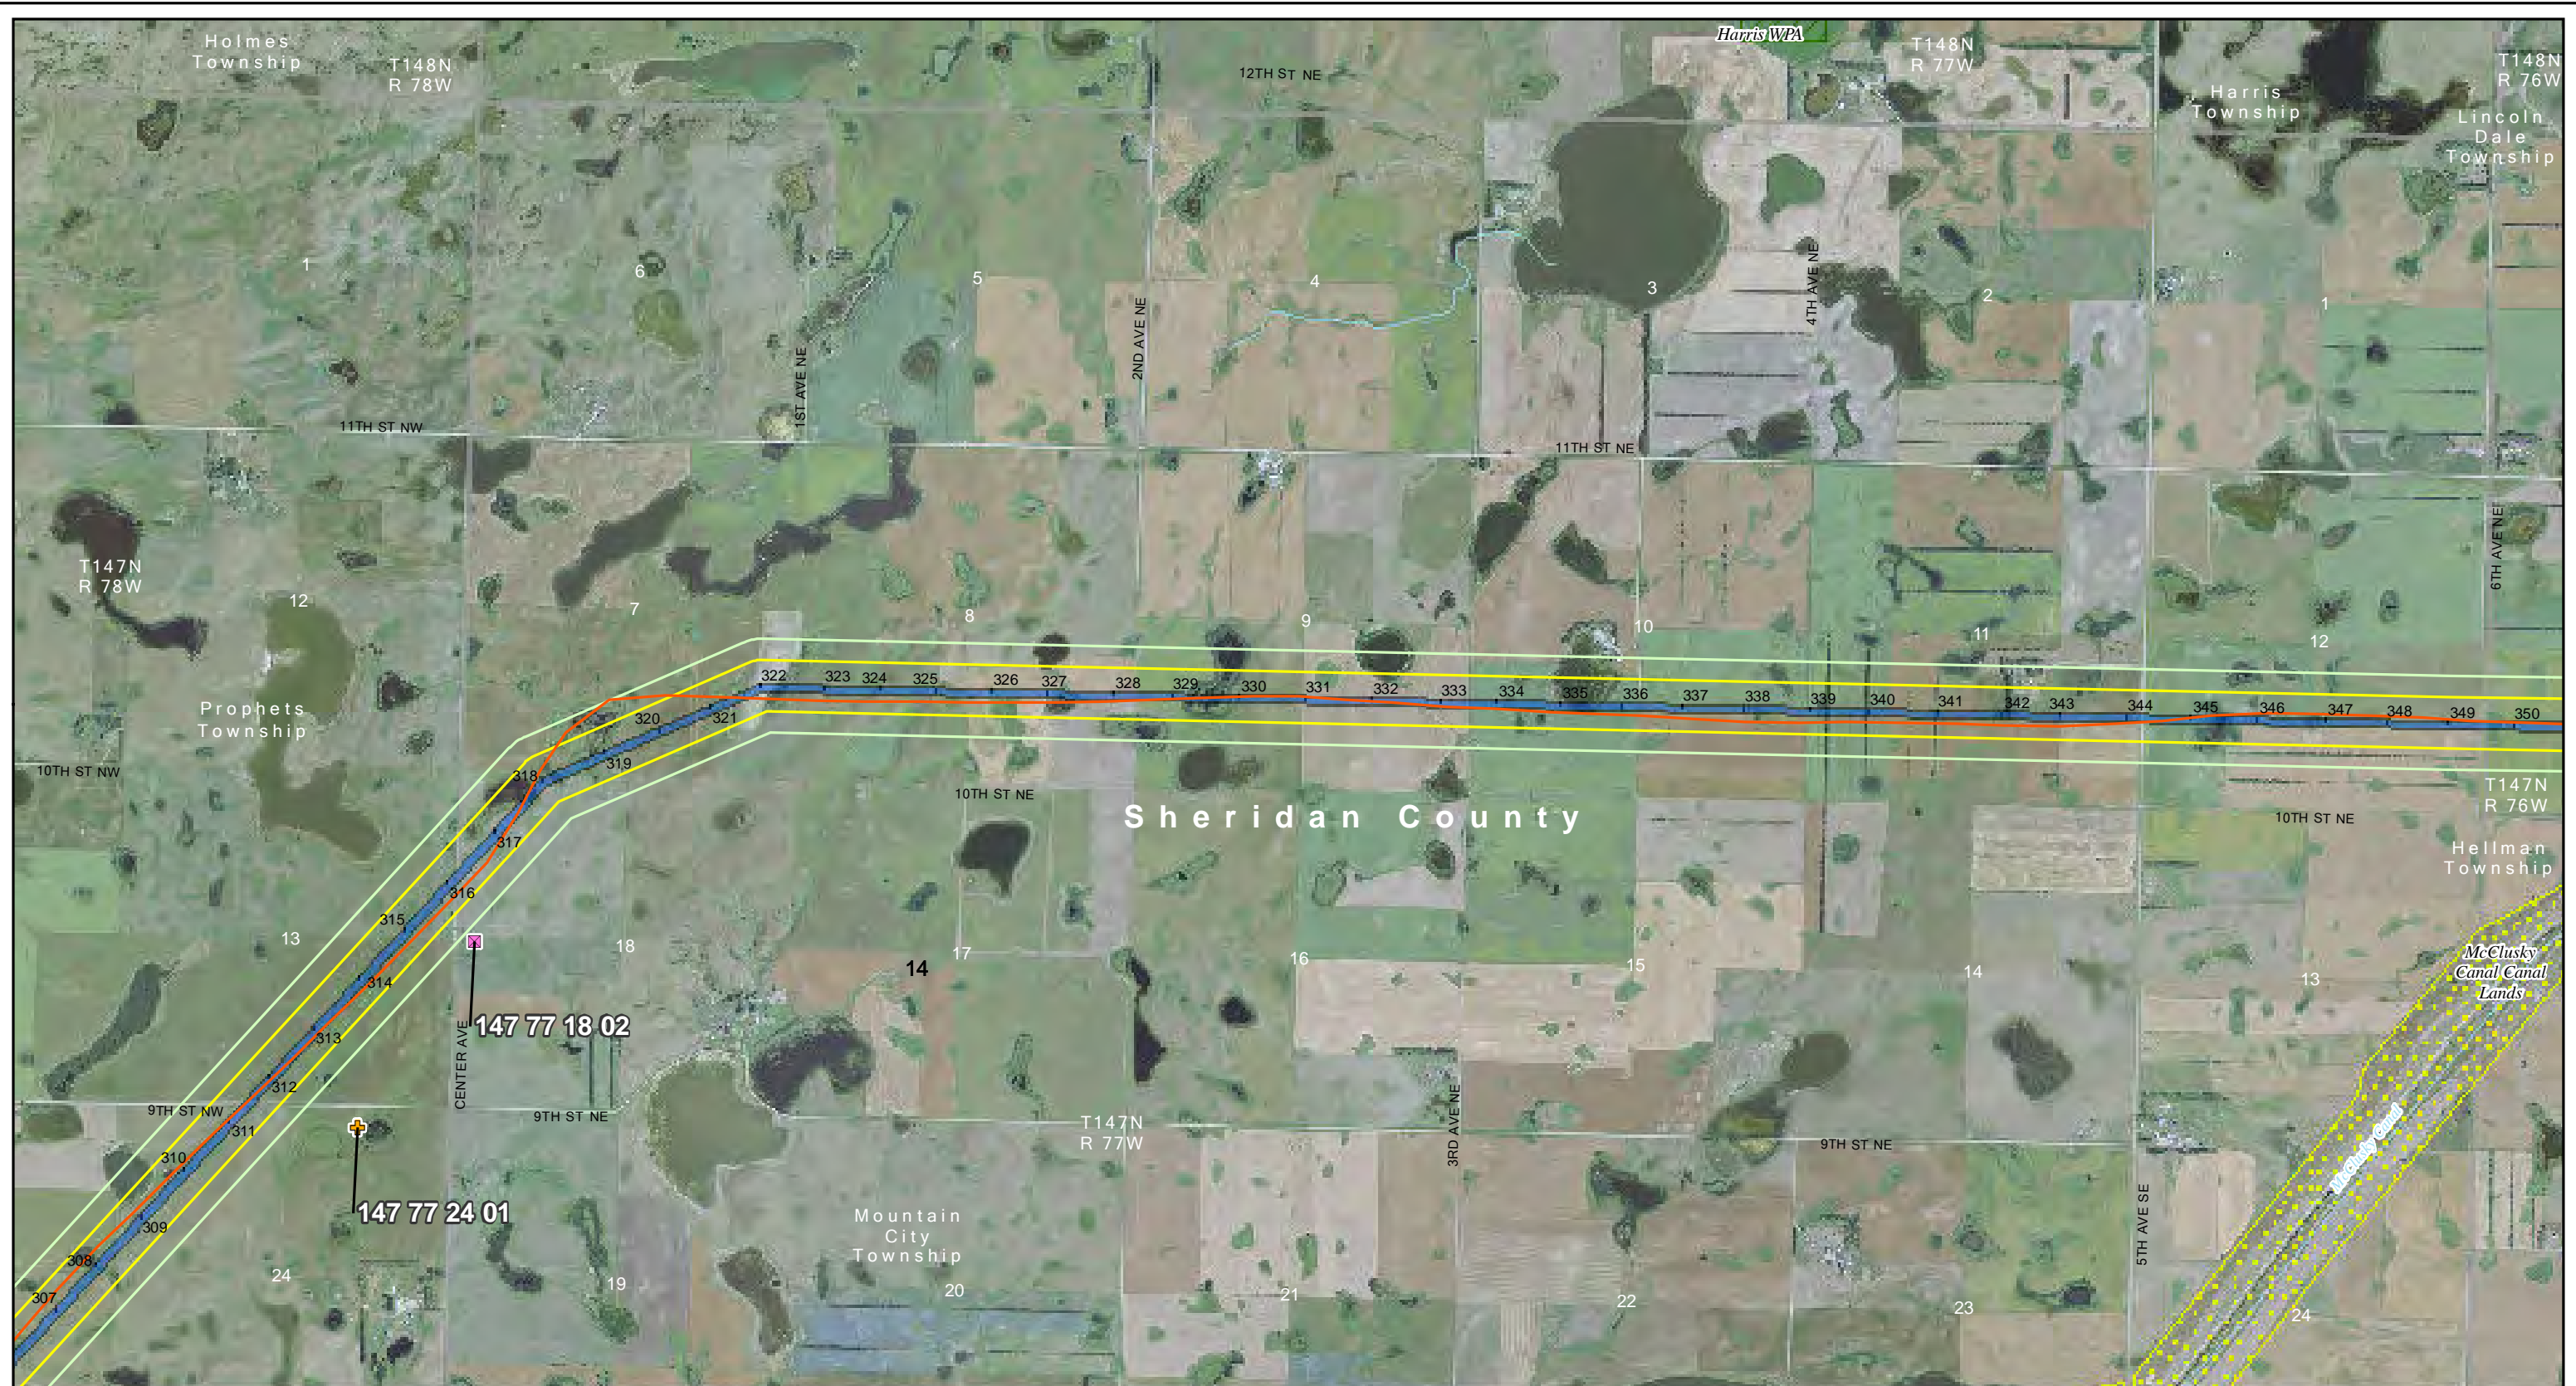 Holmes
Township
T148N
R 78W
12TH ST NE
Harris WPA
T148N
R 77W
Harris
Township
T148N
R 76W
Lincoln
Dale
Township
1
6
5
4
3
2
1
1ST AVE NE
2ND AVE NE
4TH AVE NE
11TH ST NW
11TH ST NE
6TH AVE NE
T147N
R 78W
12
7
8
9
10
11
12
Prophets
Township
10TH ST NW
322
323
324
325
326
327
328
329
330
331
332
333
334
335
336
337
338
339
340
341
342
343
344
345
346
347
348
349
350
321
320
319
318
317
316
315
314
313
312
311
310
309
308
307
10TH ST NE
Sheridan County
10TH ST NE
T147N
R 76W
Hellman
Township
13
18
14
17
16
15
14
13
McClusky
Canal Canal
Lands
147 77 18 02
CENTER AVE
9TH ST NW
9TH ST NE
T147N
R 77W
3RD AVE NE
9TH ST NE
3
McClusky Canal
5TH AVE SE
147 77 24 01
Mountain
City
Township
24
19
20
21
22
23
24